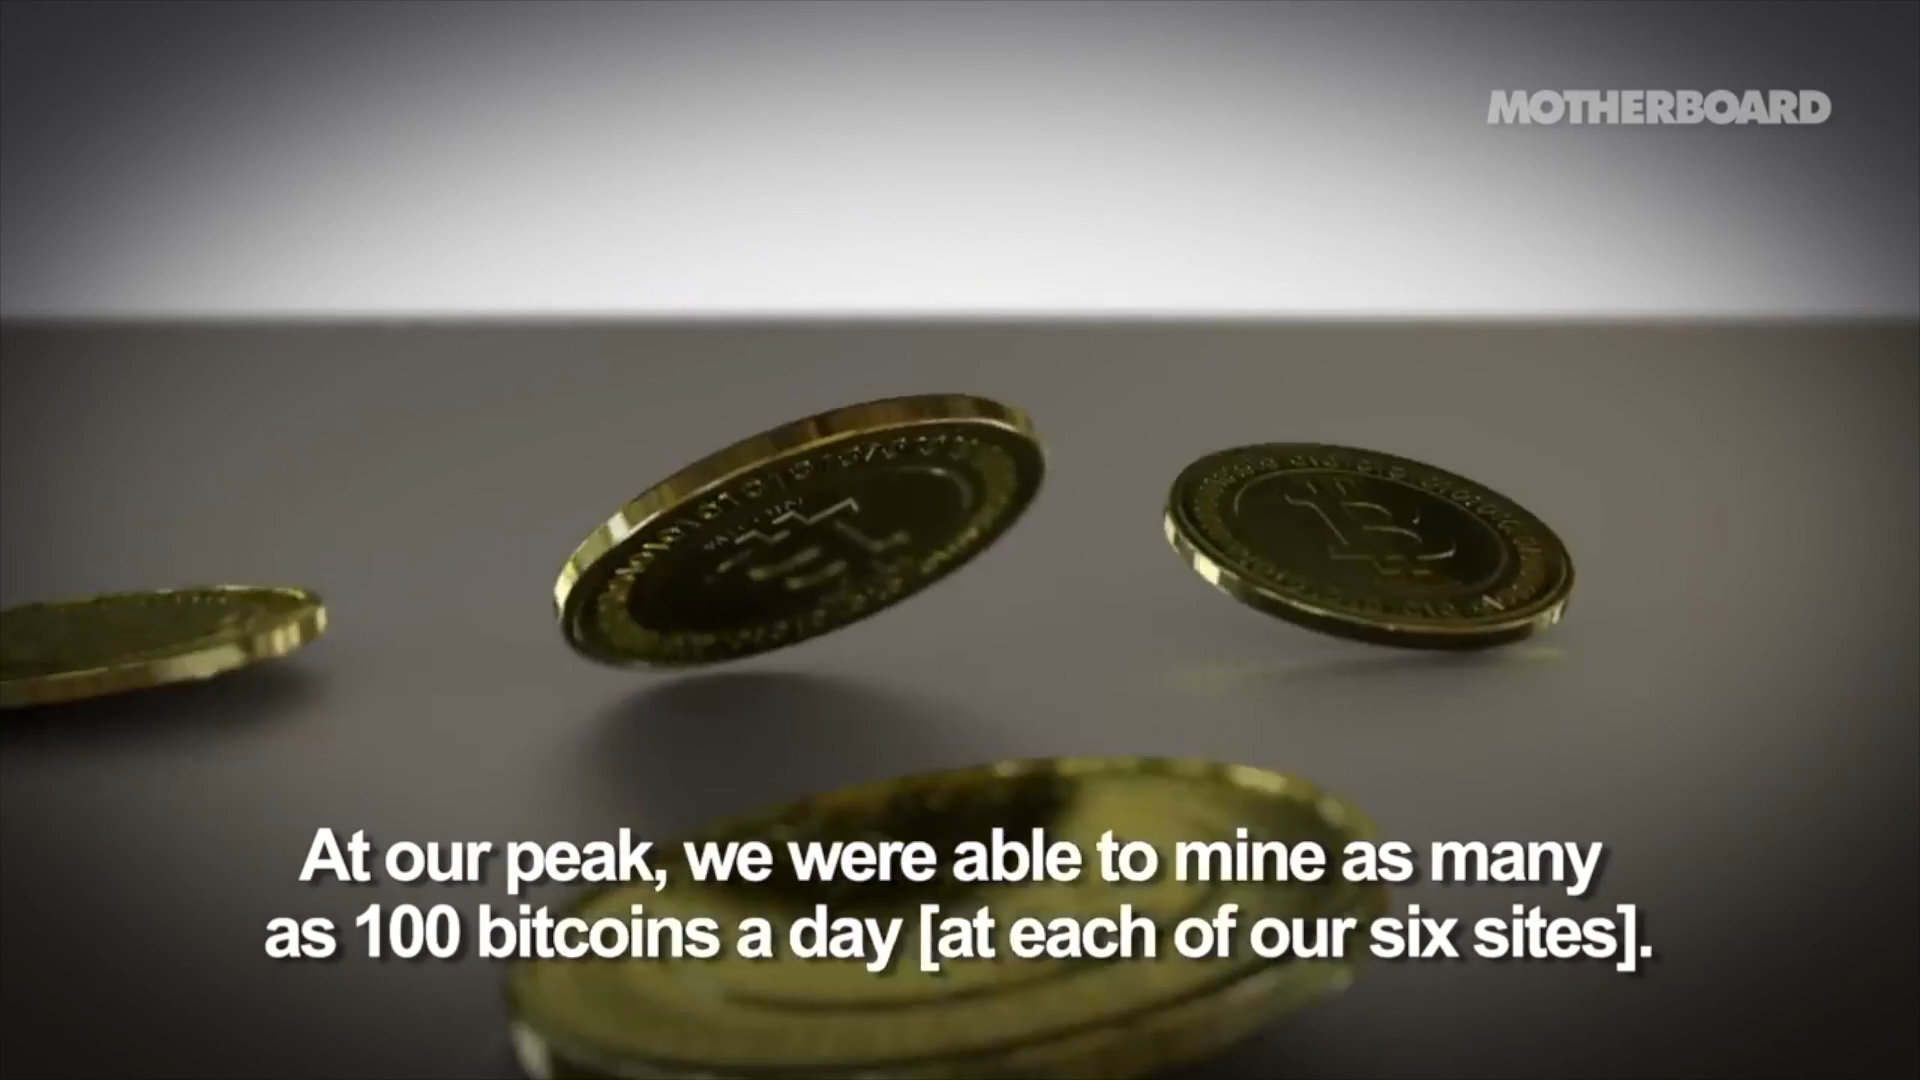 MOTHERBOARD
At our peak, we were able to mine as many
as 100 bitcoins a day [at each of our six sites].